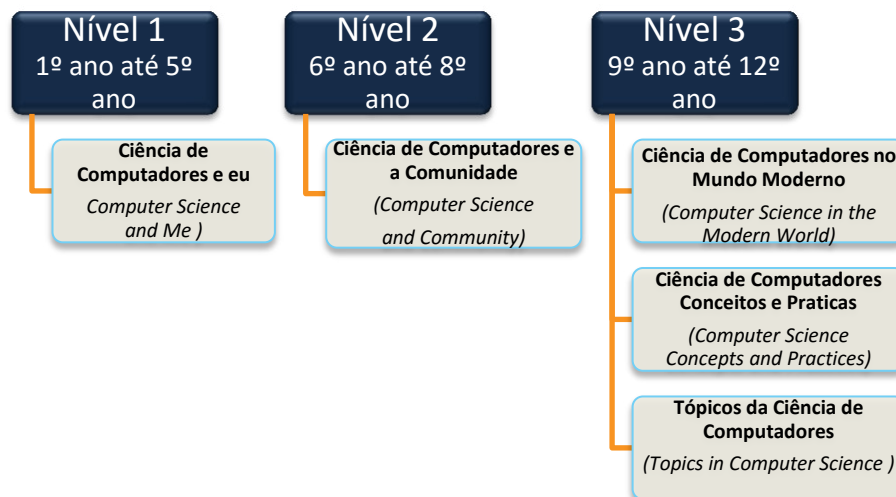 Nível 1
1º ano até 5º
ano
Ciência de
Computadores e eu
Computer Science
and Me )
Nível 2
6º ano até 8º
ano
Ciência de Computadores e
a Comunidade
(Computer Science
and Community)
Nível 3
9º ano até 12º
ano
Ciência de Computadores no
Mundo Moderno
(Computer Science in the
Modern World)
Ciência de Computadores
Conceitos e Praticas
(Computer Science
Concepts and Practices)
Tópicos da Ciência de
Computadores
(Topics in Computer Science )